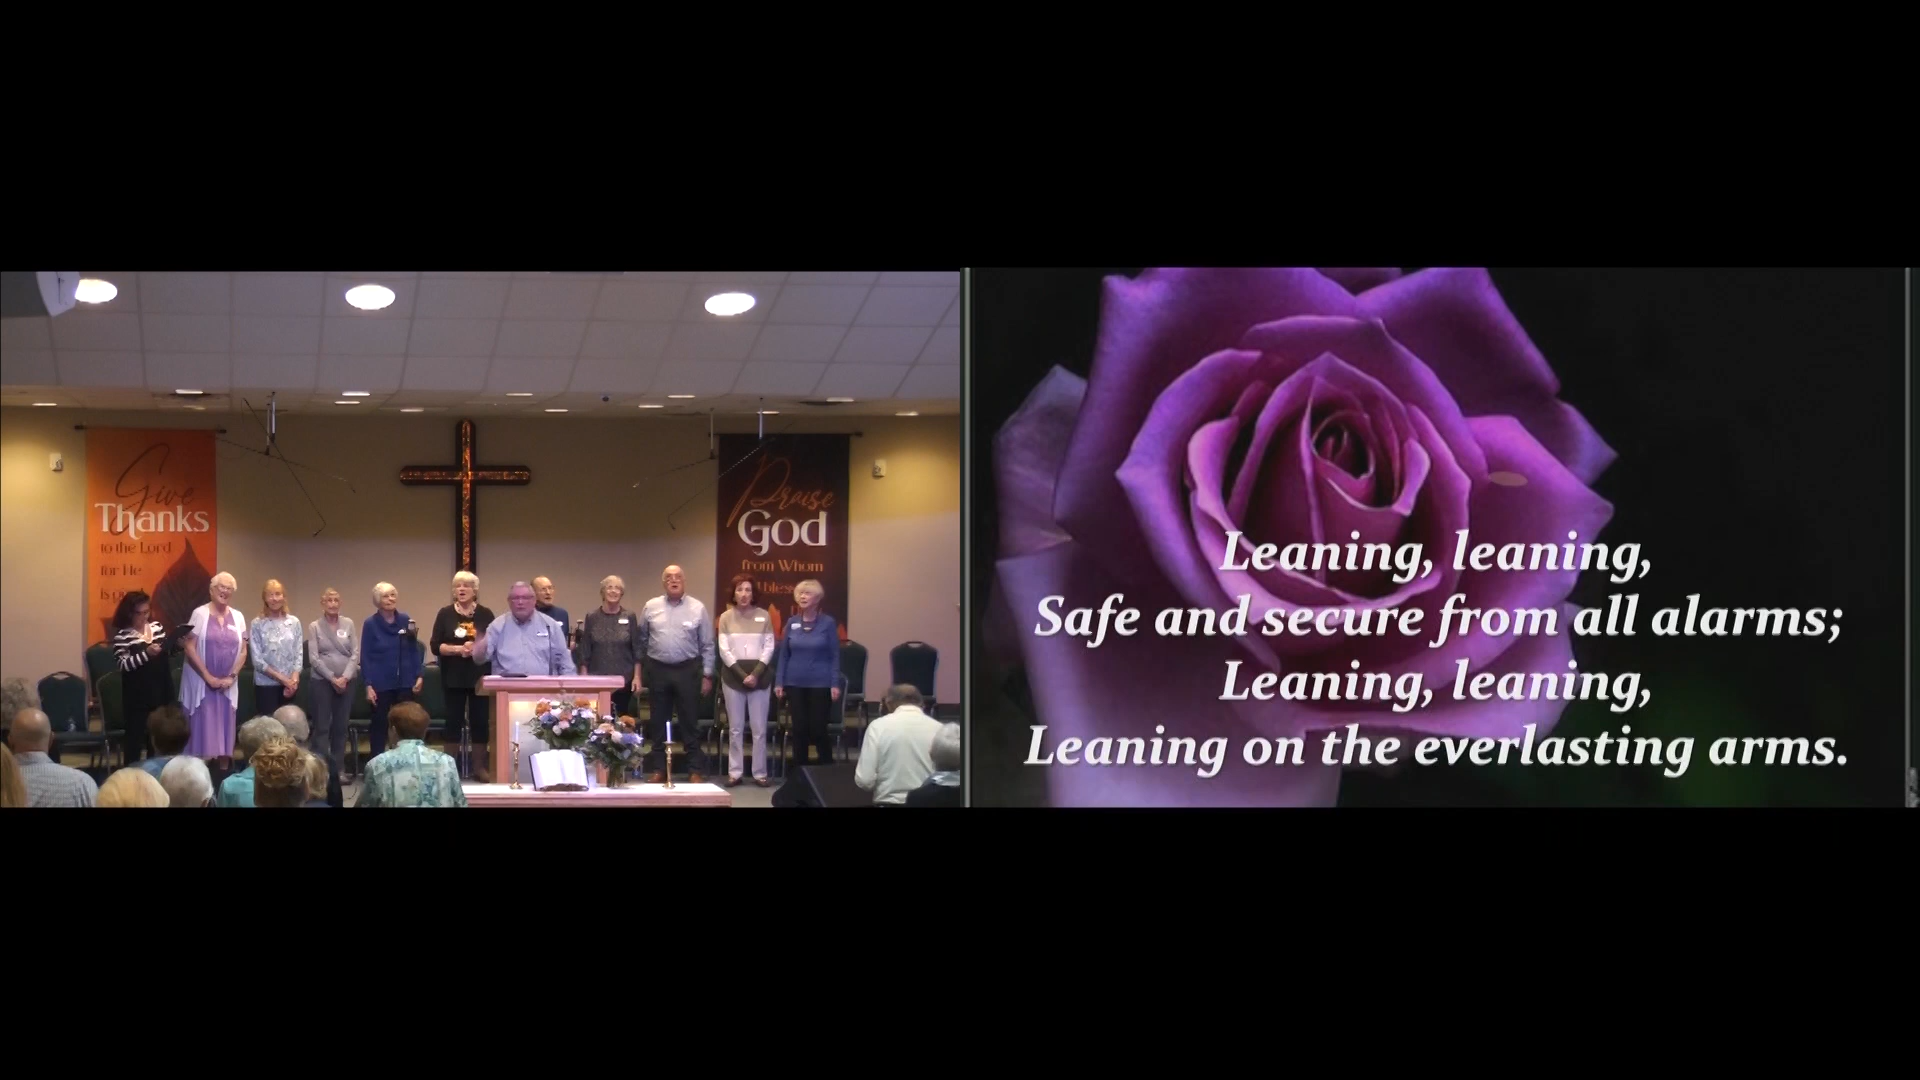 Give
Thanks
to the Lord
for He
is
Praise
God
from Whom
Leaning, leaning,
Safe and secure from all alarms;
Leaning, leaning,
Leaning on the everlasting arms.